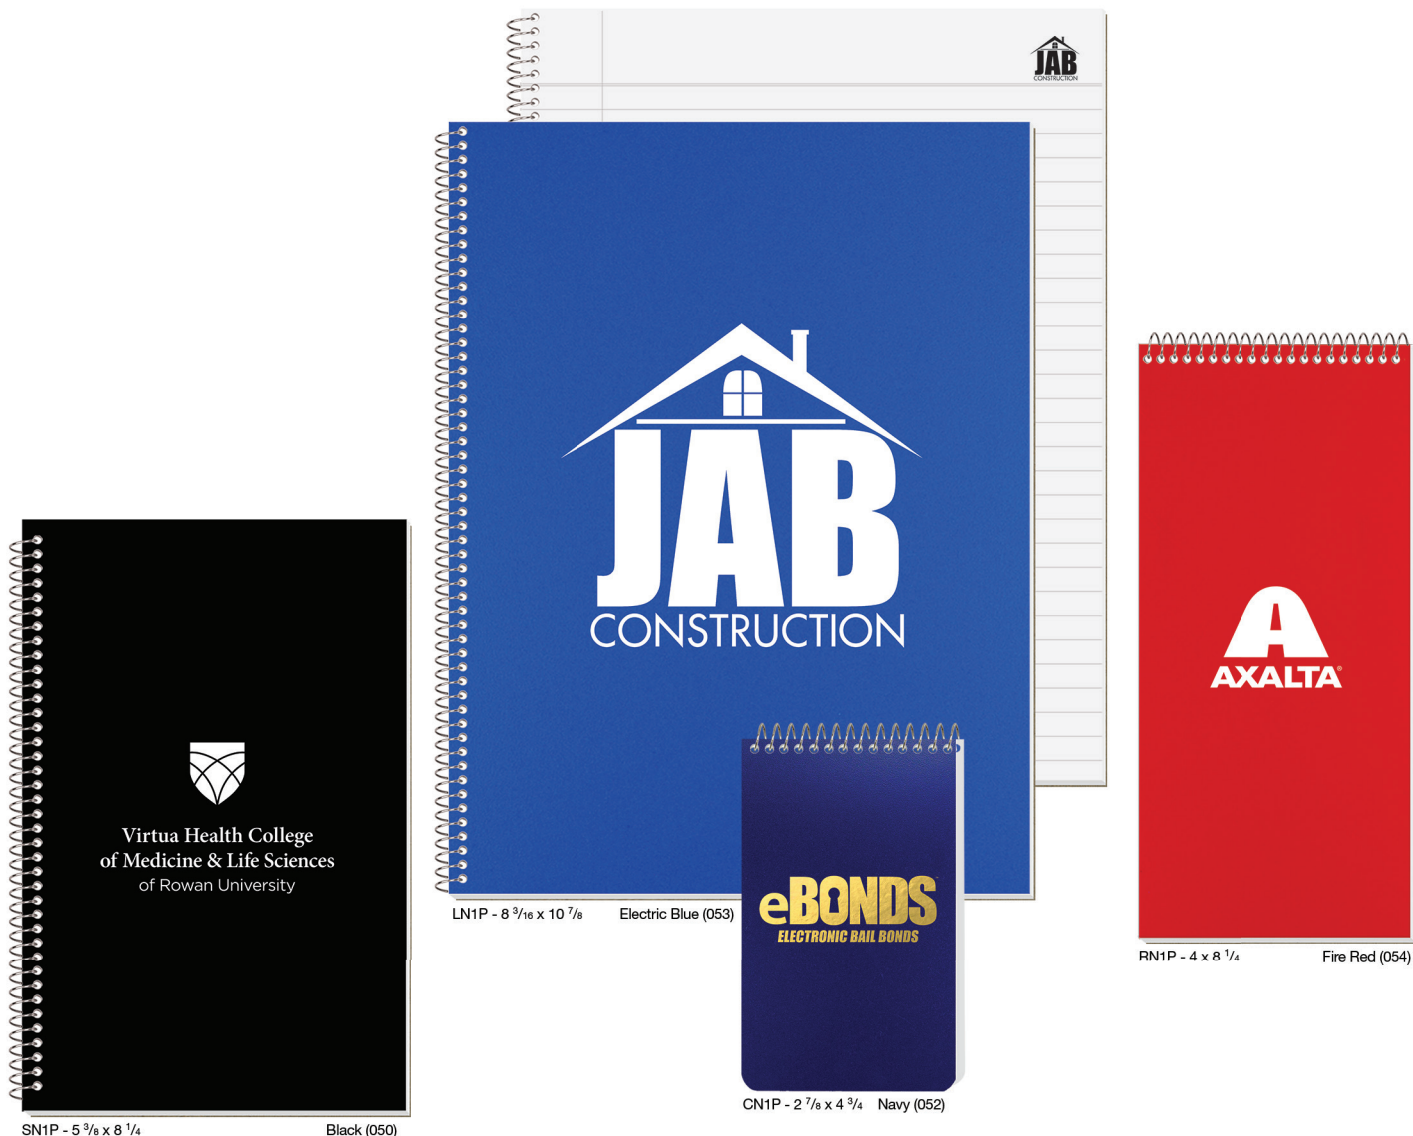 JAB
CONSTRUCTION
JAB
CONSTRUCTION
LN1P - 8 3/16 x 10 7/8 Electric Blue (053)
Virtua Health College
of Medicine & Life Sciences
of Rowan University
SN1P - 5 3/8 x 8 1/4 Black (050)
eBONDS™
ELECTRONIC BAIL BONDS
CN1P - 2 7/8 x 4 3/4 Navy (052)
AXALTA®
RN1P - 4 x 8 1/4 Fire Red (054)